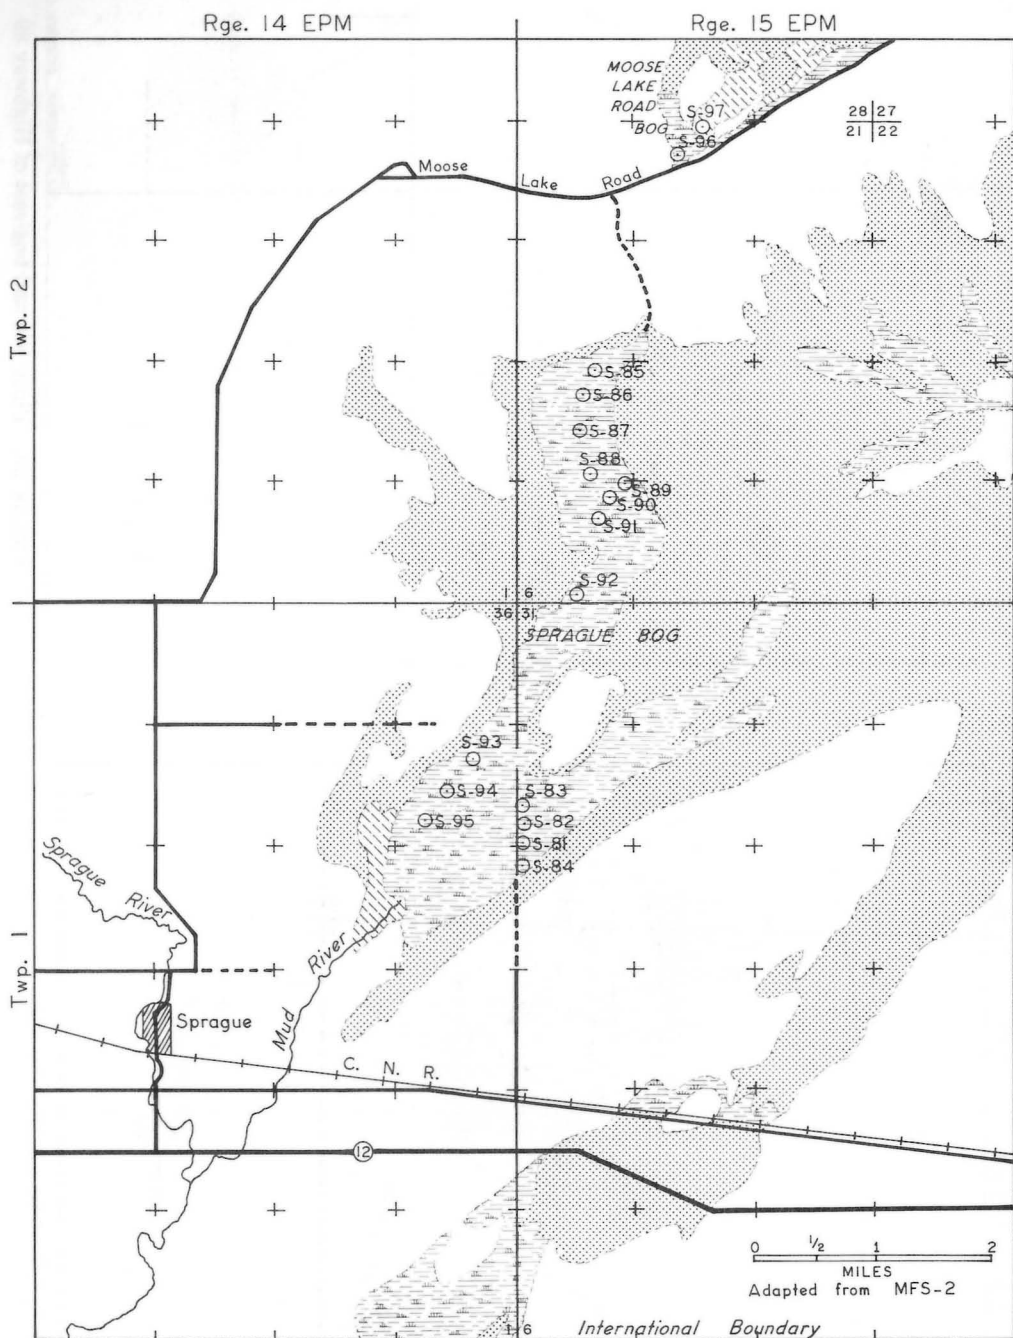 Rge. 14 EPM
Rge. 15 EPM
MOOSE
LAKE
ROAD
BOG
S-97
S-96
28 27
21 22
Moose Lake Road
Twp. 2
S-85
S-86
S-87
S-88
S-89
S-90
S-91
S-92
1 6
36 31
SPRAGUE BOG
S-93
S-94
S-95
S-83
S-82
S-81
S-84
Sprague River
Mud River
Twp. 1
Sprague
C. N. R.
12
0 1/2 1 2
MILES
Adapted from MFS-2
1 6
International Boundary